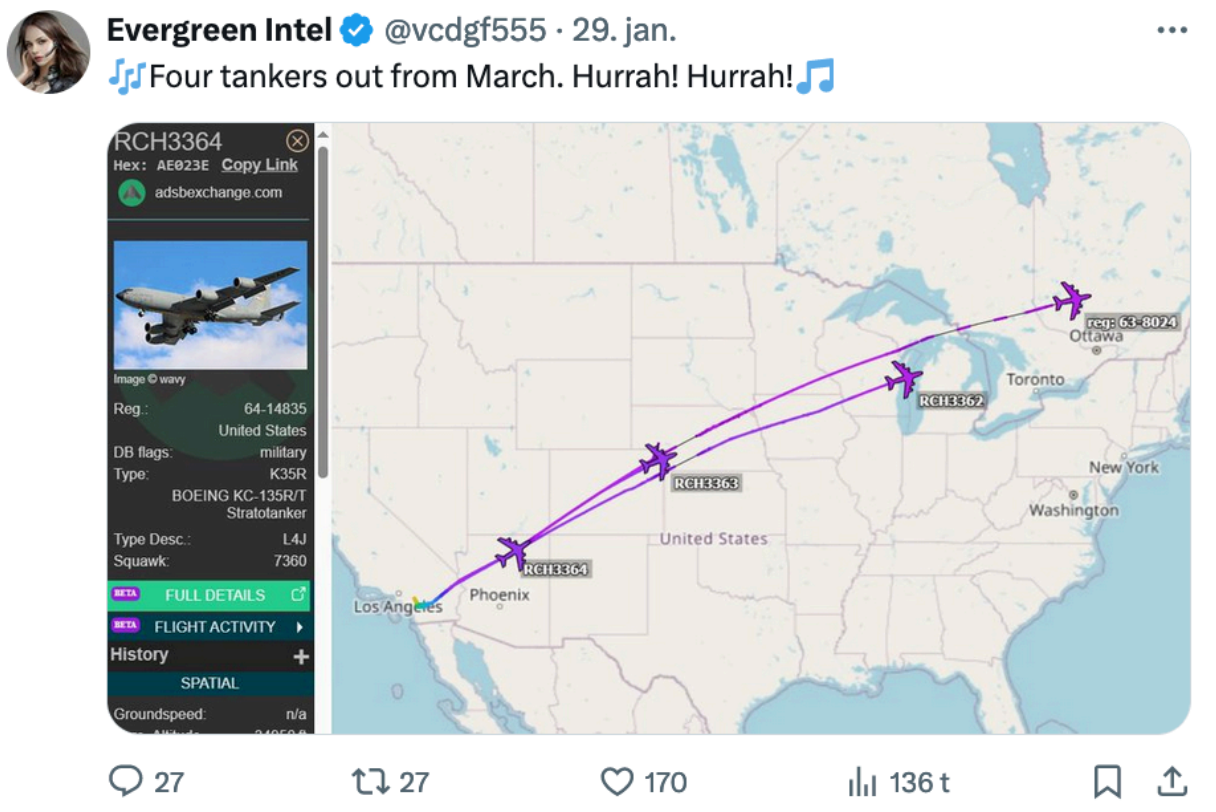 Evergreen Intel @vcdgf555 · 29. jan.
🎶Four tankers out from March. Hurrah! Hurrah!🎵
RCH3364
Hex: AE023E Copy Link
adsbexchange.com
Image © wavy
Reg.: 64-14835
United States
DB flags: military
Type: K35R
BOEING KC-135R/T
Stratotanker
Type Desc.: L4J
Squawk: 7360
BETA FULL DETAILS
BETA FLIGHT ACTIVITY
History +
SPATIAL
Groundspeed: n/a
reg: 63-8024
Ottawa
Toronto
RCH3362
New York
RCH3363
Washington
United States
RCH3364
Phoenix
Los Angeles
27 27 170 136 t